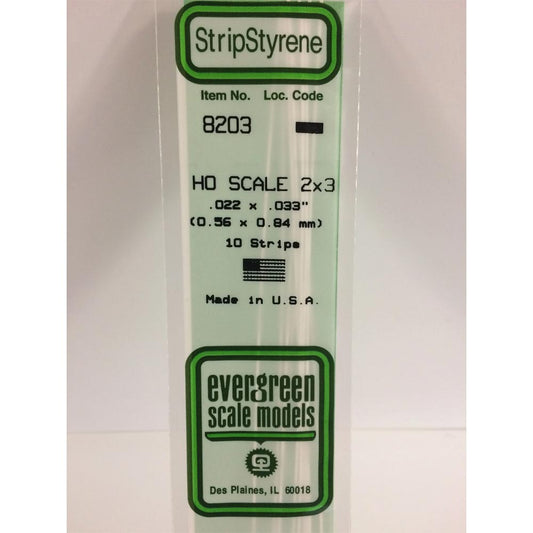 StripStyrene
Item No. Loc. Code
8203
HO SCALE 2x3
.022 x .033"
(0.56 x 0.84 mm)
10 Strips
Made in U.S.A.
evergreen
scale models
Des Plaines, IL 60018